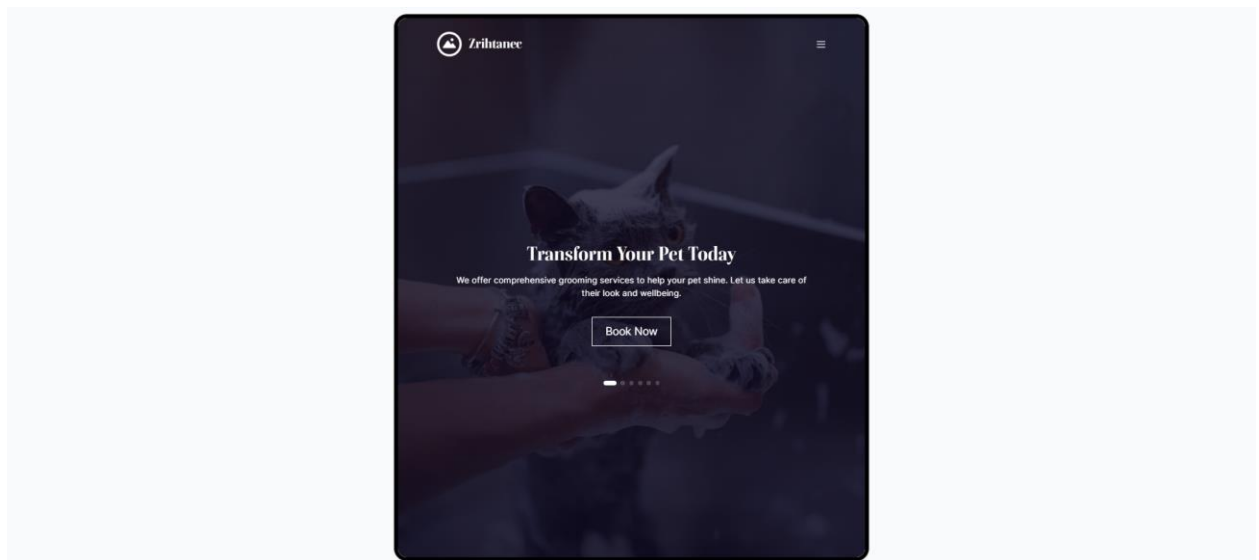 Zrihtanec
Transform Your Pet Today
We offer comprehensive grooming services to help your pet shine. Let us take care of
their look and wellbeing.
Book Now